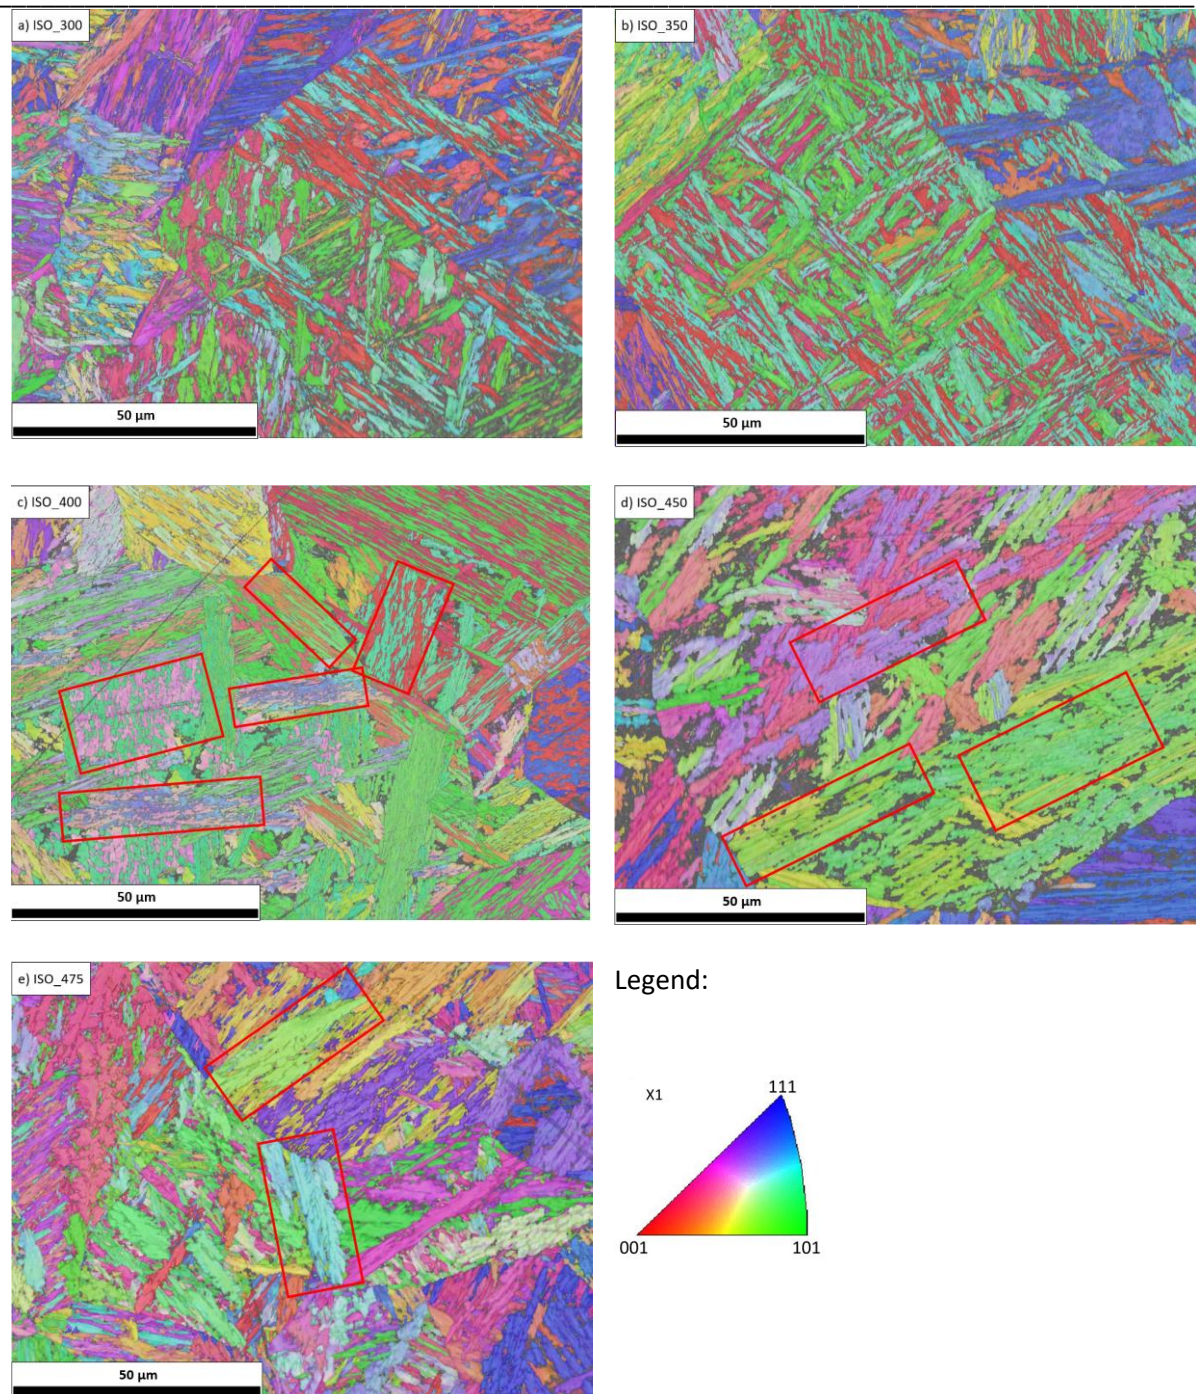 a) ISO_300
b) ISO_350
50 µm
50 µm
c) ISO_400
d) ISO_450
50 µm
50 µm
e) ISO_475
Legend:
X1
111
001
101
50 µm